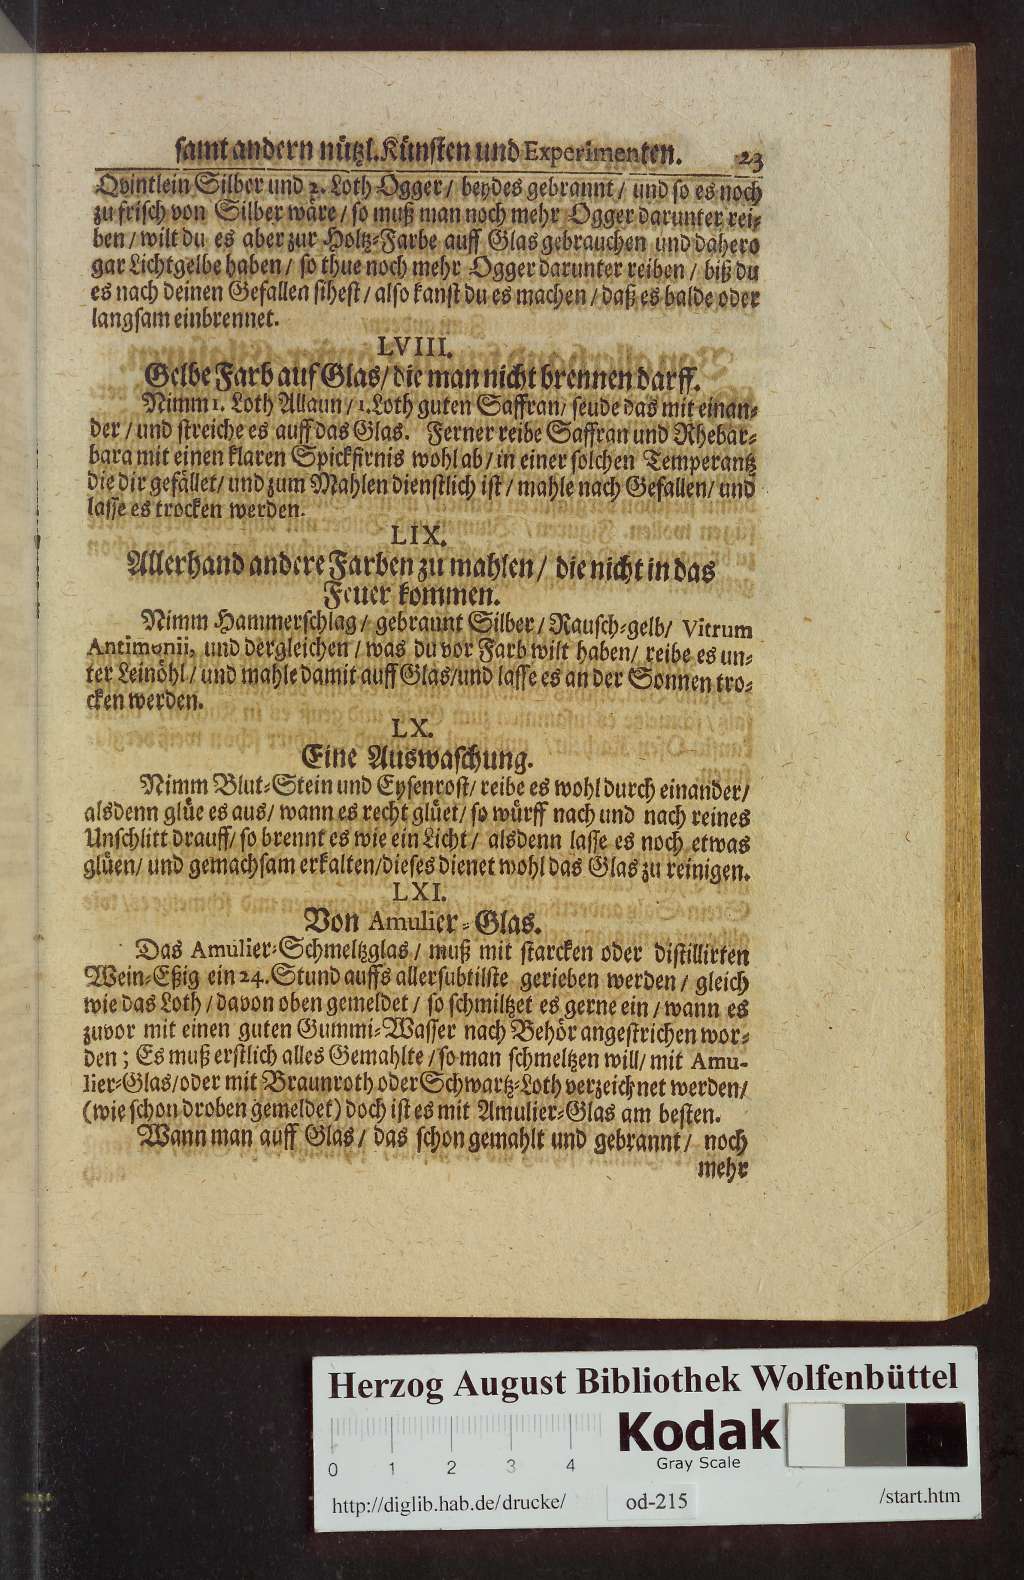 samt andern nützl. Künsten und Experimenten. 23
Qvintlein Silber und 2. Loth Ogger / beydes gebrannt / und so es noch
zu frisch von Silber wäre / so muß man noch mehr Ogger darunter rei-
ben / wilt du es aber zur Holtz-Farbe auff Glas gebrauchen und dahero
gar Lichtgelbe haben / so thue noch mehr Ogger darunter reiben / biß du
es nach deinen Gefallen sihest / also kanst du es machen / daß es balde oder
langsam einbrennet.
LVIII.
Gelbe Farb auf Glas / die man nicht brennen darff.
Nimm 1. Loth Allaun / 1. Loth guten Saffran / seude das mit einan-
der / und streiche es auff das Glas. Ferner reibe Saffran und Rhebar-
bara mit einen klaren Spickfirnis wohl ab / in einer solchen Temperantz
die dir gefället / und zum Mahlen dienstlich ist / mahle nach Gefallen / und
lasse es trocken werden.
LIX.
Allerhand andere Farben zu mahlen / die nicht in das
Feuer kommen.
Nimm Hammerschlag / gebrannt Silber / Rausch-gelb / Vitrum
Antimonii, und dergleichen / was du vor Farb wilt haben / reibe es un-
ter Leinöhl / und mahle damit auff Glas / und lasse es an der Sonnen tro-
cken werden.
LX.
Eine Auswaschung.
Nimm Blut-Stein und Eysenrost / reibe es wohl durch einander /
alsdenn glüe es aus / wann es recht glüet / so würff nach und nach reines
Unschlitt drauff / so brennt es wie ein Licht / alsdenn lasse es noch etwas
glüen / und gemachsam erkalten / dieses dienet wohl das Glas zu reinigen.
LXI.
Von Amulier-Glas.
Das Amulier-Schmeltzglas / muß mit starcken oder distillirten
Wein-Eßig ein 24. Stund auffs allersubtilste gerieben werden / gleich
wie das Loth / davon oben gemeldet / so schmiltzet es gerne ein / wann es
zuvor mit einen guten Gummi-Wasser nach Behör angestrichen wor-
den ; Es muß erstlich alles Gemahlte / so man schmeltzen will / mit Amu-
lier-Glas / oder mit Braunroth oder Schwartz-Loth verzeichnet werden /
(wie schon droben gemeldet) doch ist es mit Amulier-Glas am besten.
Wann man auff Glas / das schon gemahlt und gebrannt / noch
mehr
Herzog August Bibliothek Wolfenbüttel
0 1 2 3 4
Kodak
Gray Scale
http://diglib.hab.de/drucke/ od-215 /start.htm